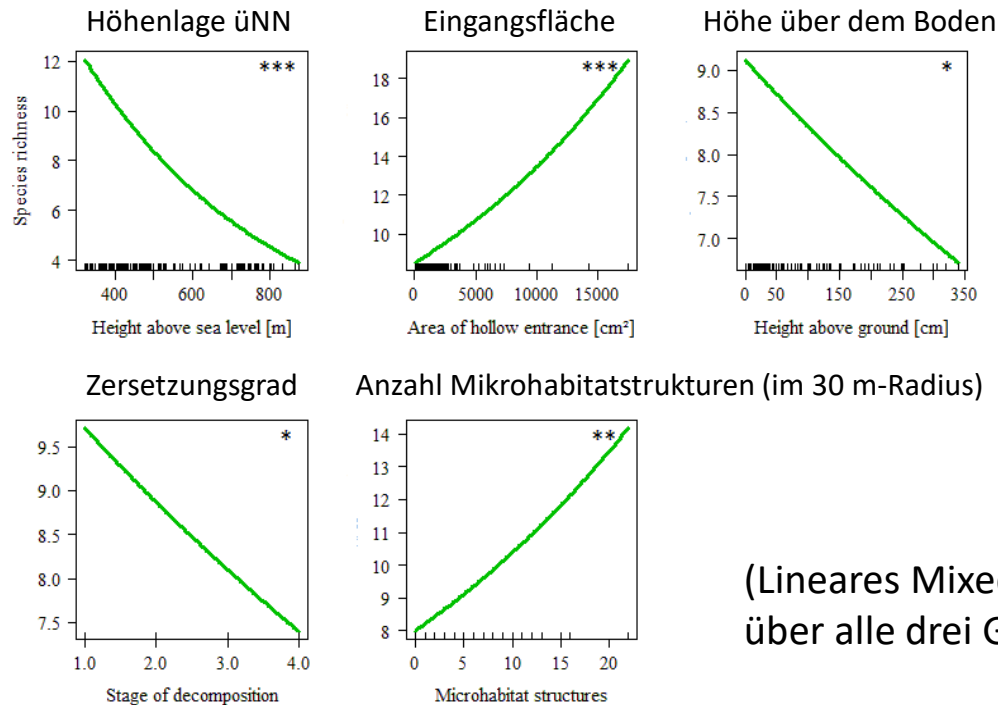 Höhenlage üNN
Eingangsfläche
Höhe über dem Boden
***
***
*
Species richness
12
10
8
6
4
18
16
14
12
10
9.0
8.5
8.0
7.5
7.0
400 600 800
0 5000 10000 15000
0 50 150 250 350
Height above sea level [m]
Area of hollow entrance [cm²]
Height above ground [cm]
Zersetzungsgrad
Anzahl Mikrohabitatstrukturen (im 30 m-Radius)
*
**
9.5
9.0
8.5
8.0
7.5
14
13
12
11
10
9
8
1.0 2.0 3.0 4.0
0 5 10 15 20
Stage of decomposition
Microhabitat structures
(Lineares Mixe
über alle drei G